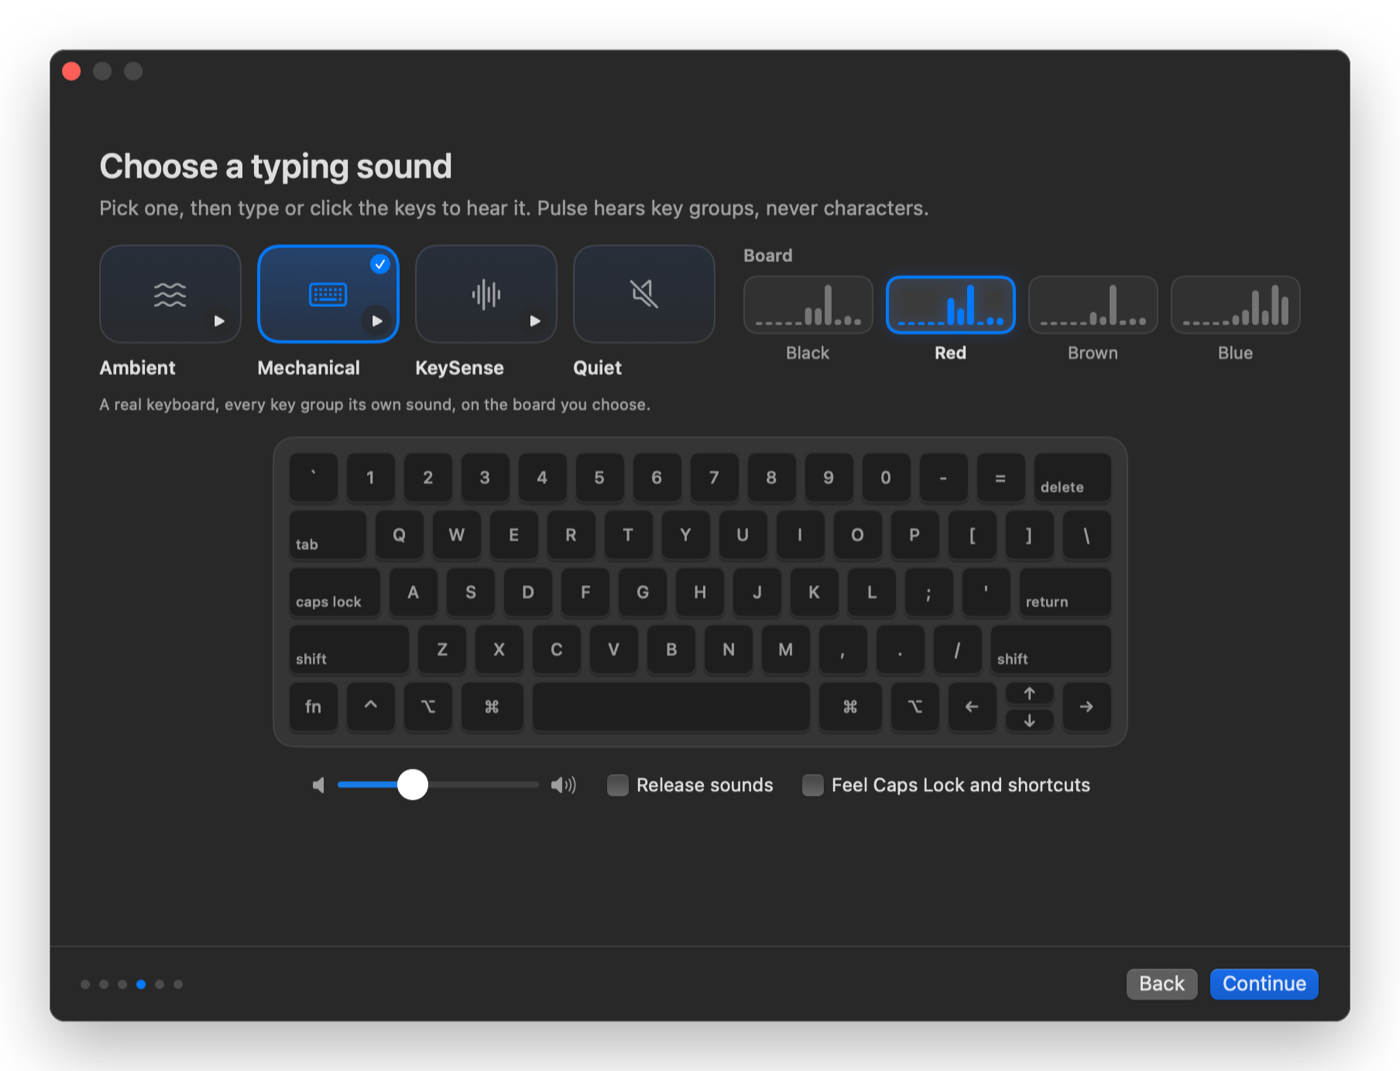 Choose a typing sound
Pick one, then type or click the keys to hear it. Pulse hears key groups, never characters.
Ambient
Mechanical
KeySense
Quiet
Board
Black
Red
Brown
Blue
A real keyboard, every key group its own sound, on the board you choose.
` 1 2 3 4 5 6 7 8 9 0 - = delete
tab Q W E R T Y U I O P [ ] \
caps lock A S D F G H J K L ; ' return
shift Z X C V B N M , . / shift
fn ^ ⌥ ⌘ ⌘ ⌥ ← ↑ ↓ →
Release sounds
Feel Caps Lock and shortcuts
Back
Continue